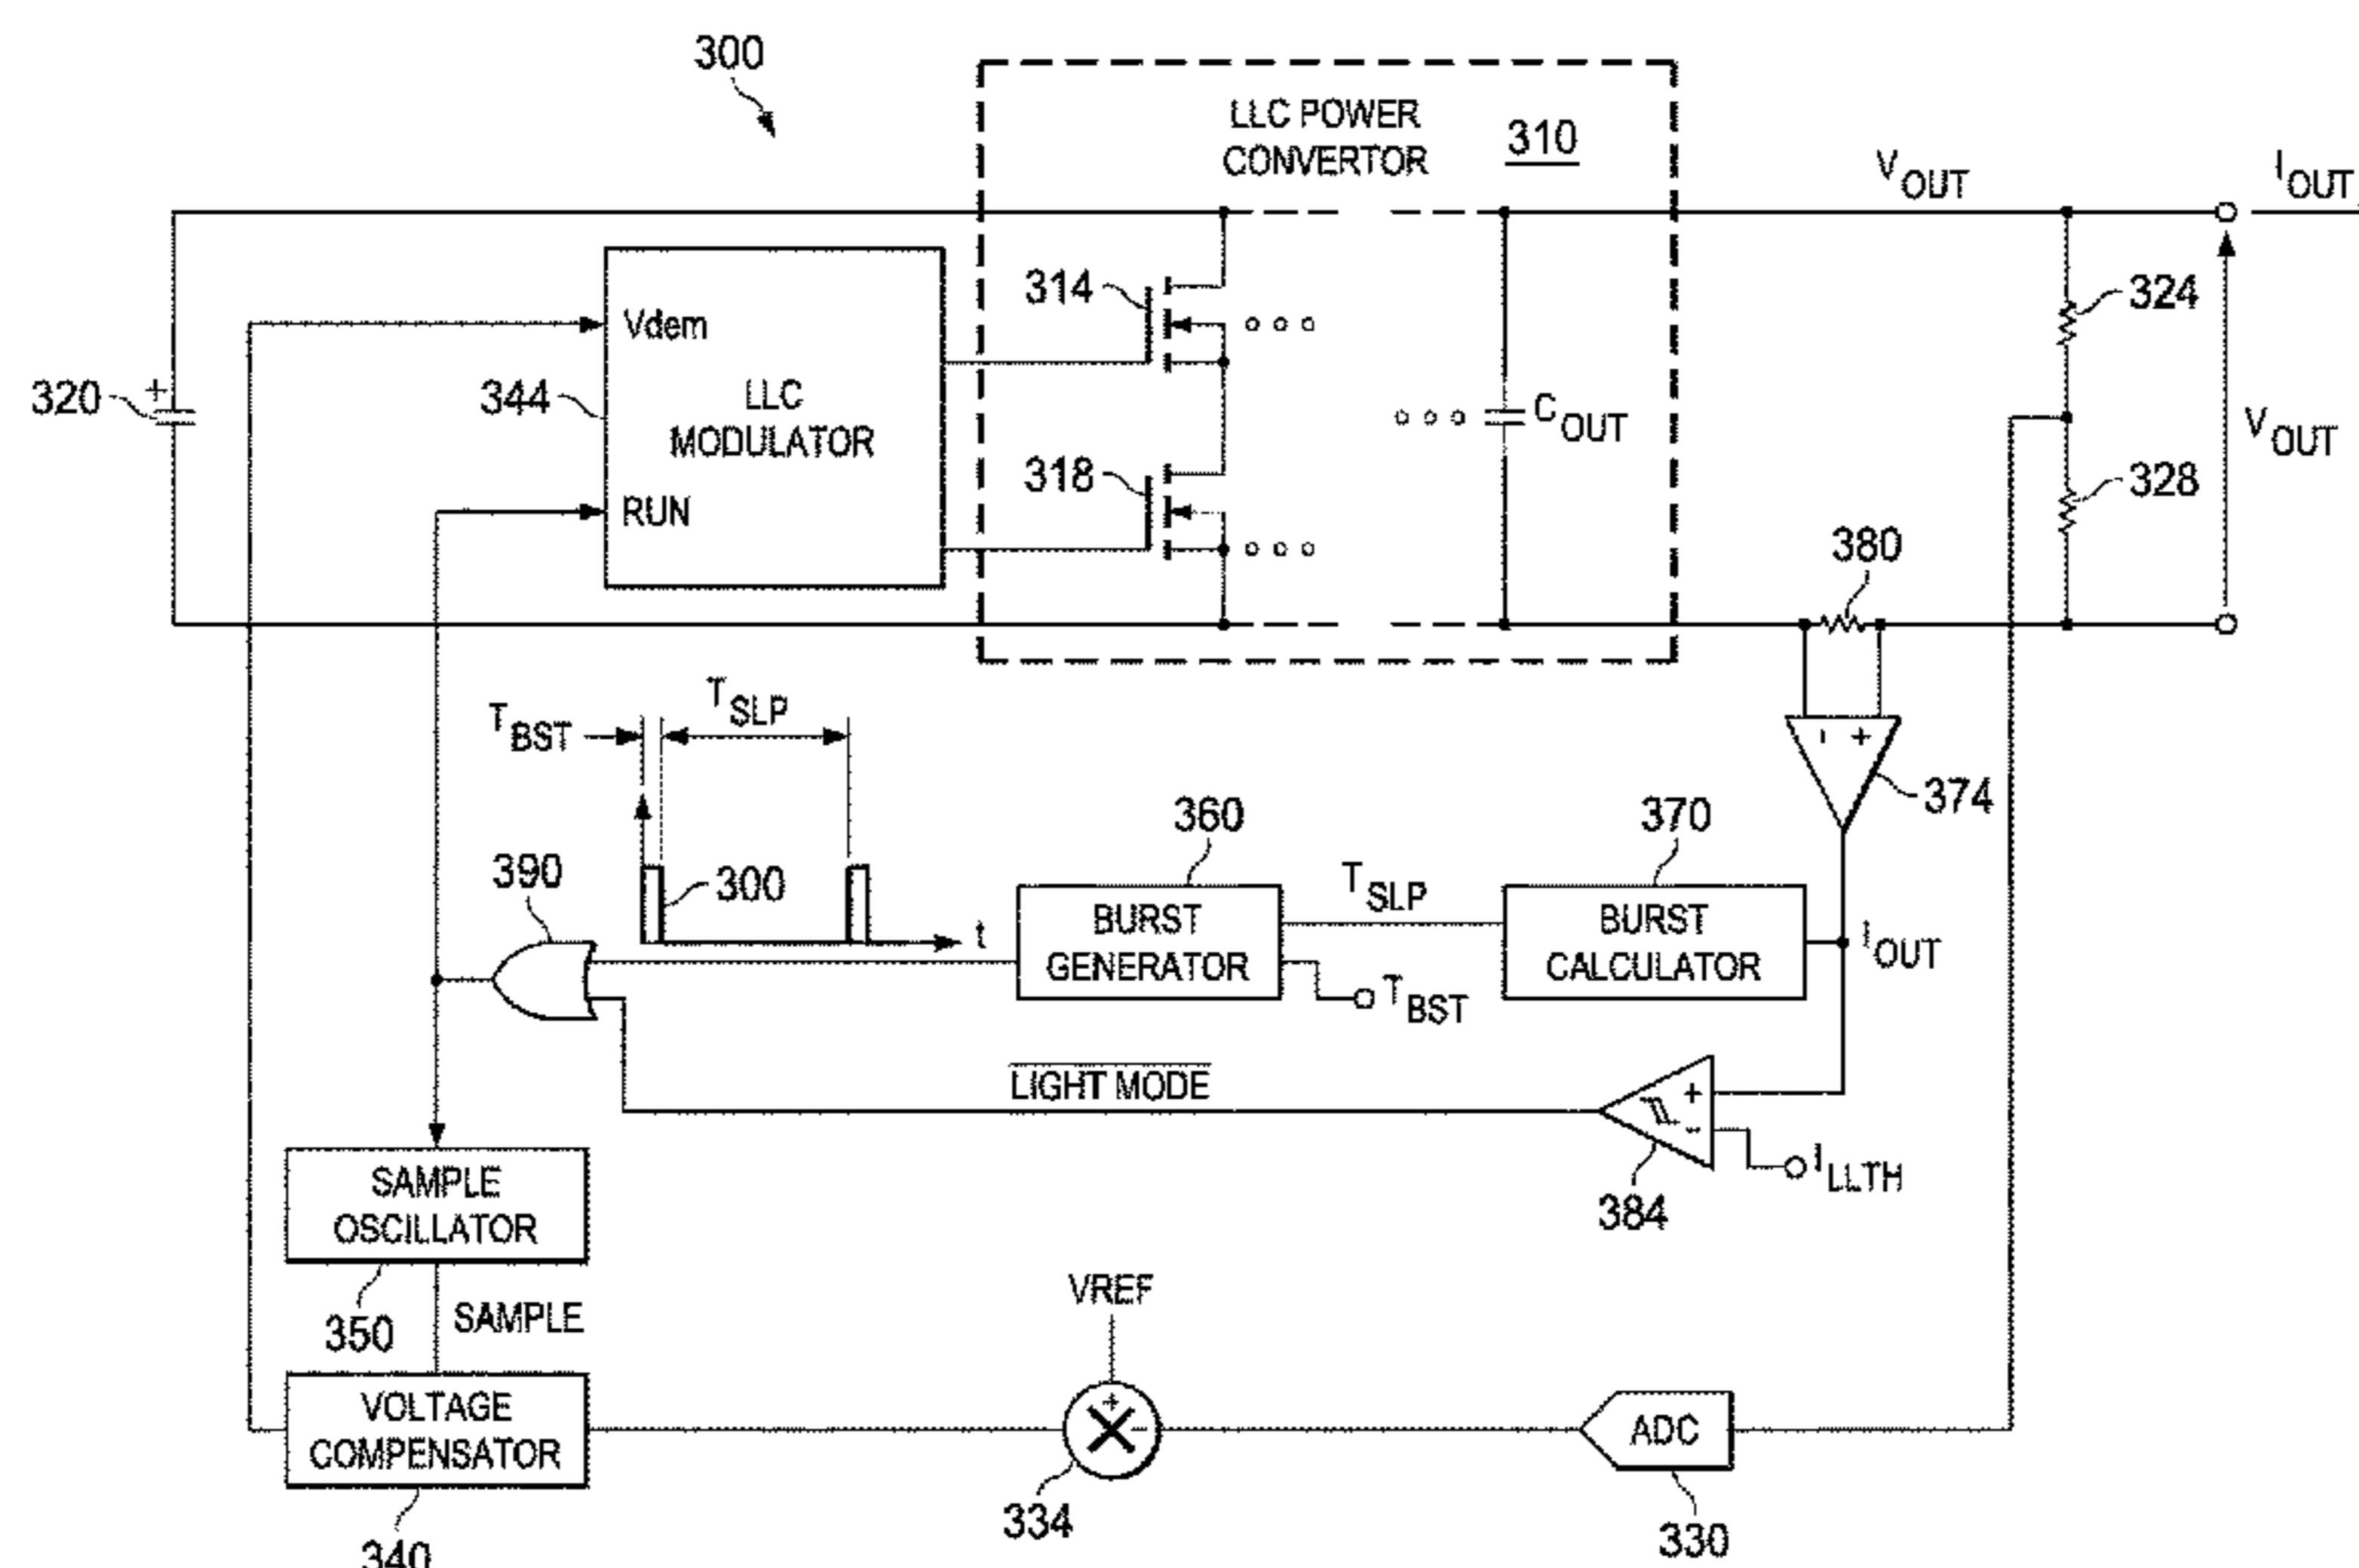 300
LLC POWER
CONVERTOR
310
VOUT
IOUT
314
324
Vdem
320
+
344
LLC
MODULATOR
COUT
VOUT
318
328
RUN
380
TBST
TSLP
- +
374
360
370
390
300
TSLP
BURST
GENERATOR
BURST
CALCULATOR
t
IOUT
TBST
LIGHT MODE
+
-
ILLTH
384
SAMPLE
OSCILLATOR
350
SAMPLE
VREF
VOLTAGE
COMPENSATOR
+
-
ADC
334
330
340